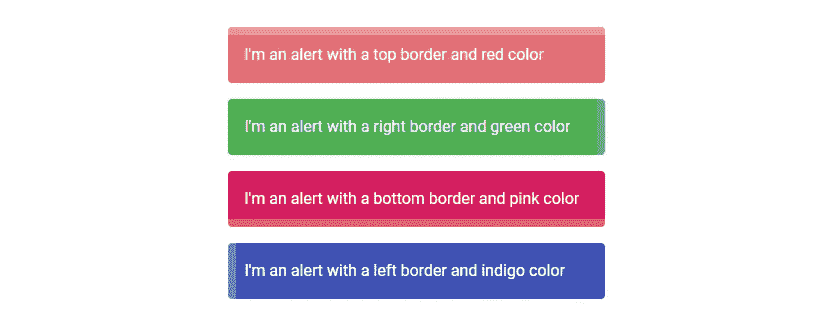 I'm an alert with a top border and red color
I'm an alert with a right border and green color
I'm an alert with a bottom border and pink color
I'm an alert with a left border and indigo color